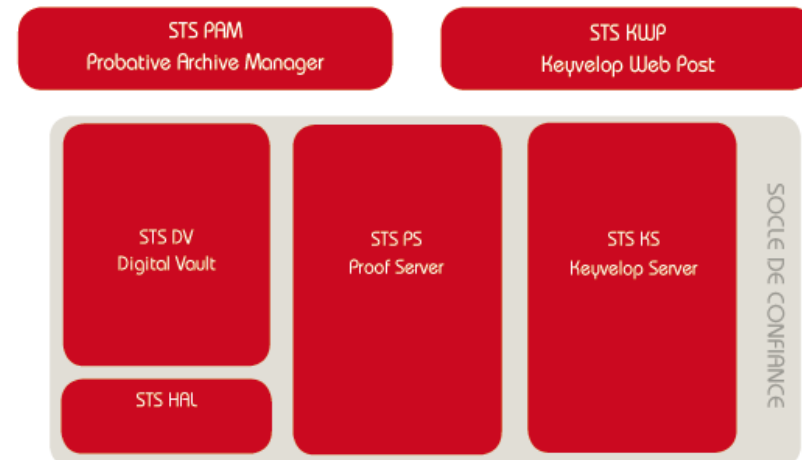 STS PAM
Probative Archive Manager
STS KWP
Keyvelop Web Post
STS DV
Digital Vault
STS PS
Proof Server
STS KS
Keyvelop Server
STS HAL
SOCLE DE CONFIANCE